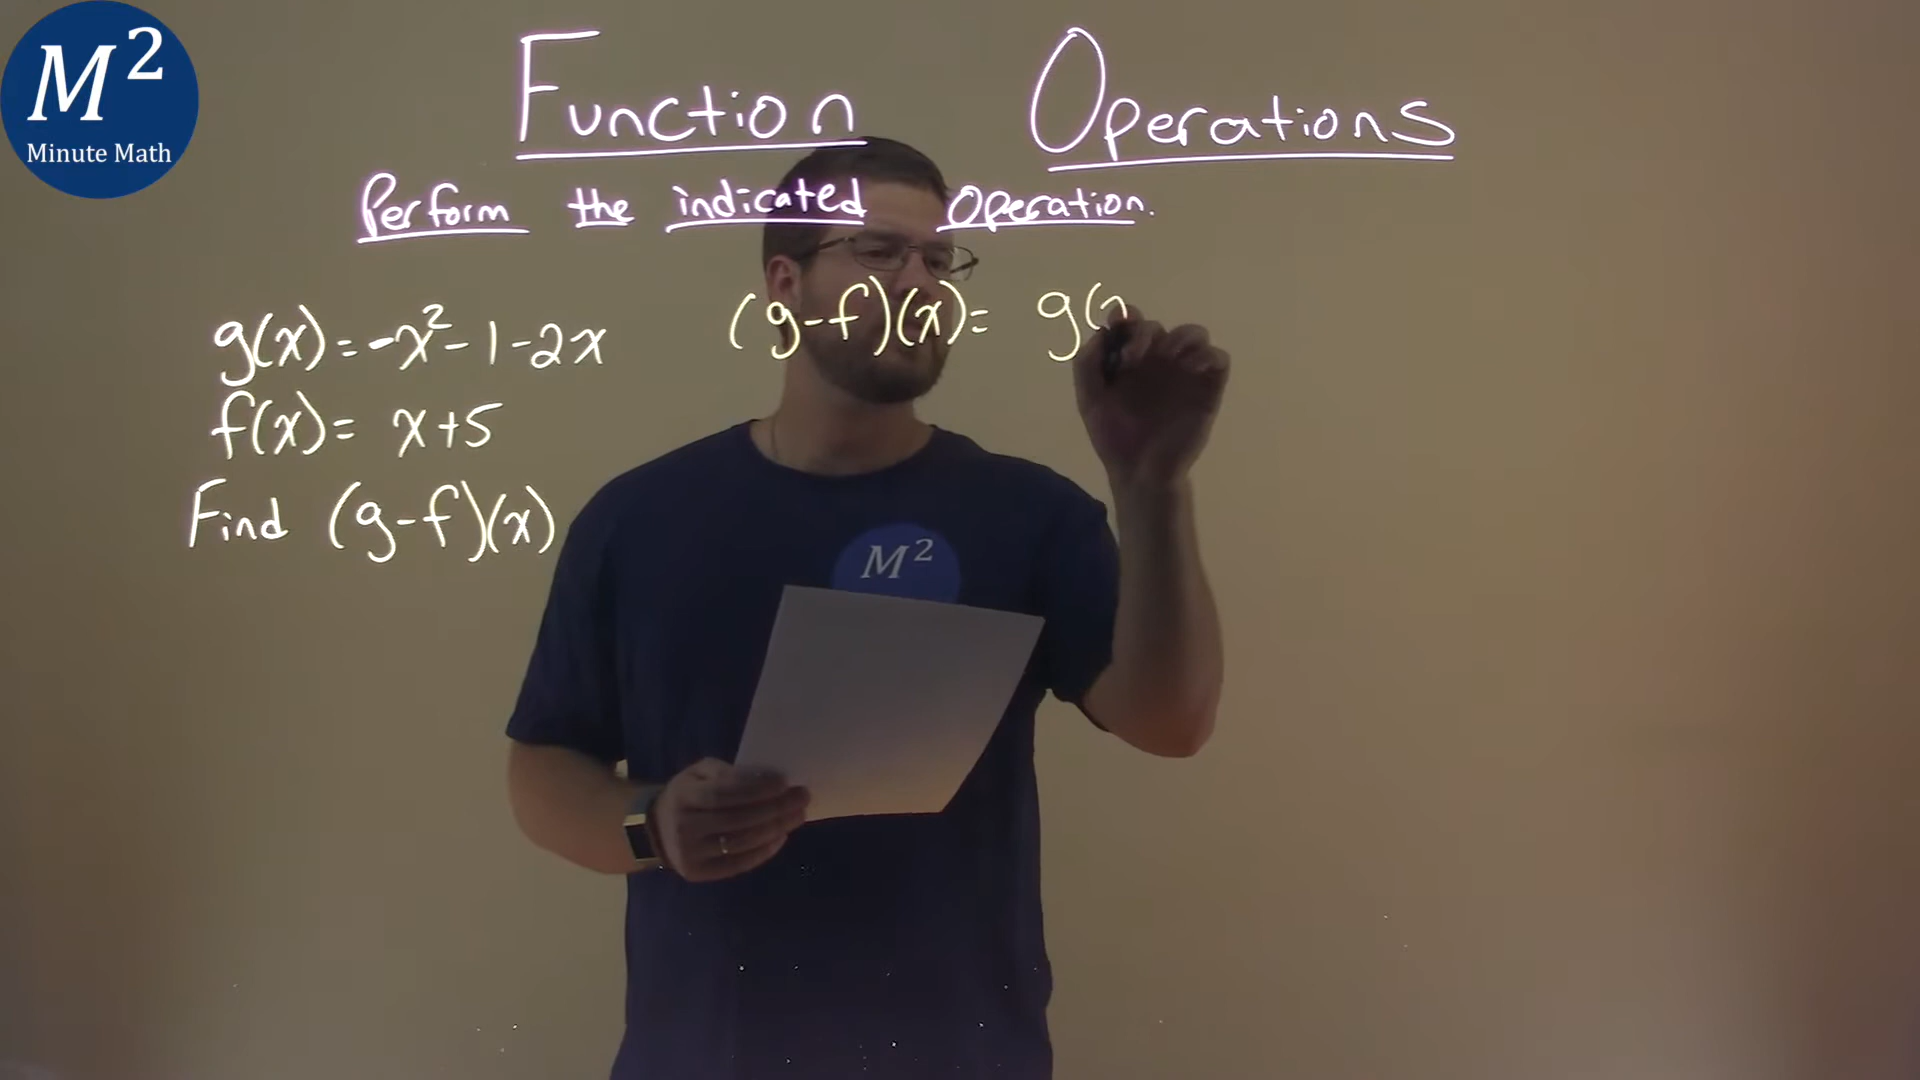 M²
Minute Math
Function Operations
Perform the indicated operation.
g(x)=-x²-1-2x
f(x)= x+5
Find (g-f)(x)
(g-f)(x)= g(x
M²